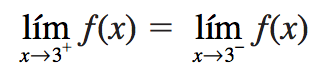 lím f(x) = lím f(x)
x→3⁺ x→3⁻